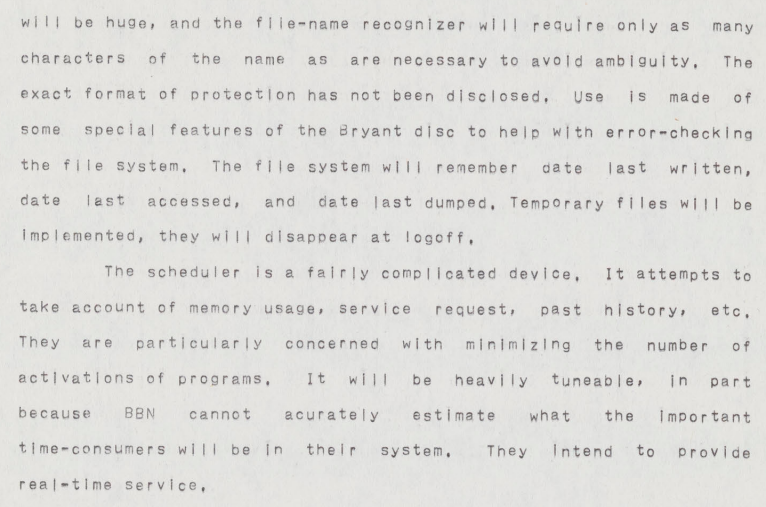 will be huge, and the file-name recognizer will require only as many
characters of the name as are necessary to avoid ambiguity. The
exact format of protection has not been disclosed. Use is made of
some special features of the Bryant disc to help with error-checking
the file system. The file system will remember date last written,
date last accessed, and date last dumped. Temporary files will be
implemented, they will disappear at logoff.
The scheduler is a fairly complicated device. It attempts to
take account of memory usage, service request, past history, etc.
They are particularly concerned with minimizing the number of
activations of programs. It will be heavily tuneable, in part
because BBN cannot acurately estimate what the important
time-consumers will be in their system. They intend to provide
real-time service.